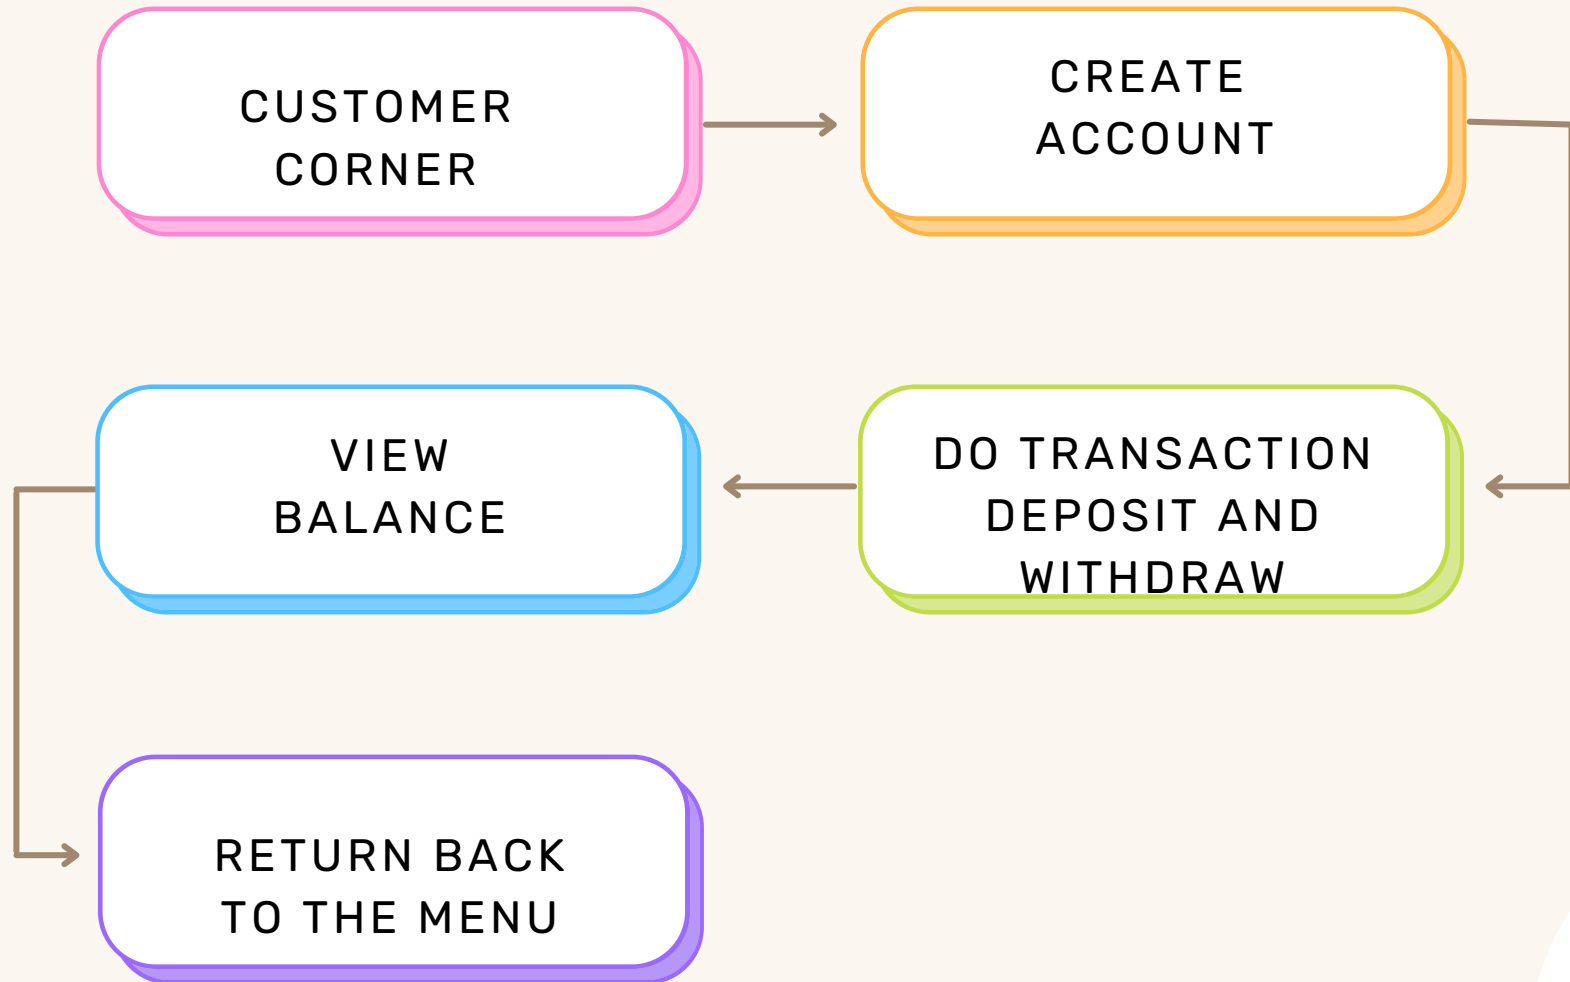 CUSTOMER
CORNER
CREATE
ACCOUNT
DO TRANSACTION
DEPOSIT AND
WITHDRAW
VIEW
BALANCE
RETURN BACK
TO THE MENU